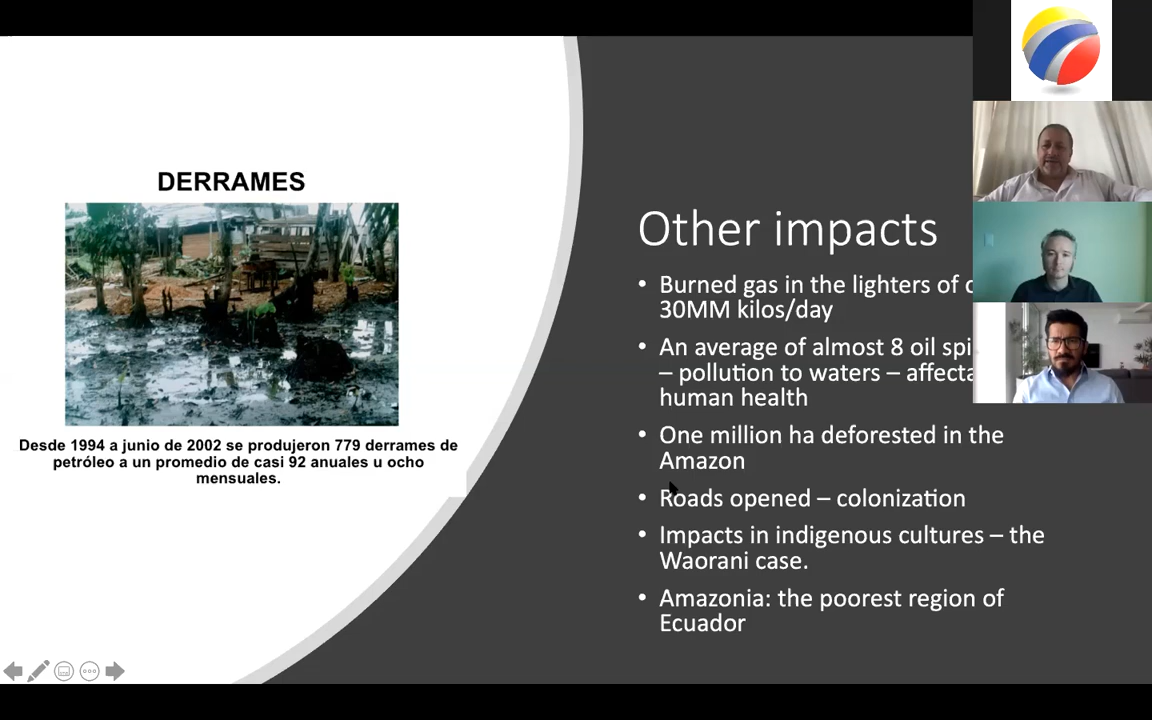 DERRAMES
Desde 1994 a junio de 2002 se produjeron 779 derrames de
petróleo a un promedio de casi 92 anuales u ocho
mensuales.
Other impacts
• Burned gas in the lighters of
30MM kilos/day
• An average of almost 8 oil
– pollution to waters –
human health
• One million ha deforested in the
Amazon
• Roads opened – colonization
• Impacts in indigenous cultures – the
Waorani case.
• Amazonia: the poorest region of
Ecuador